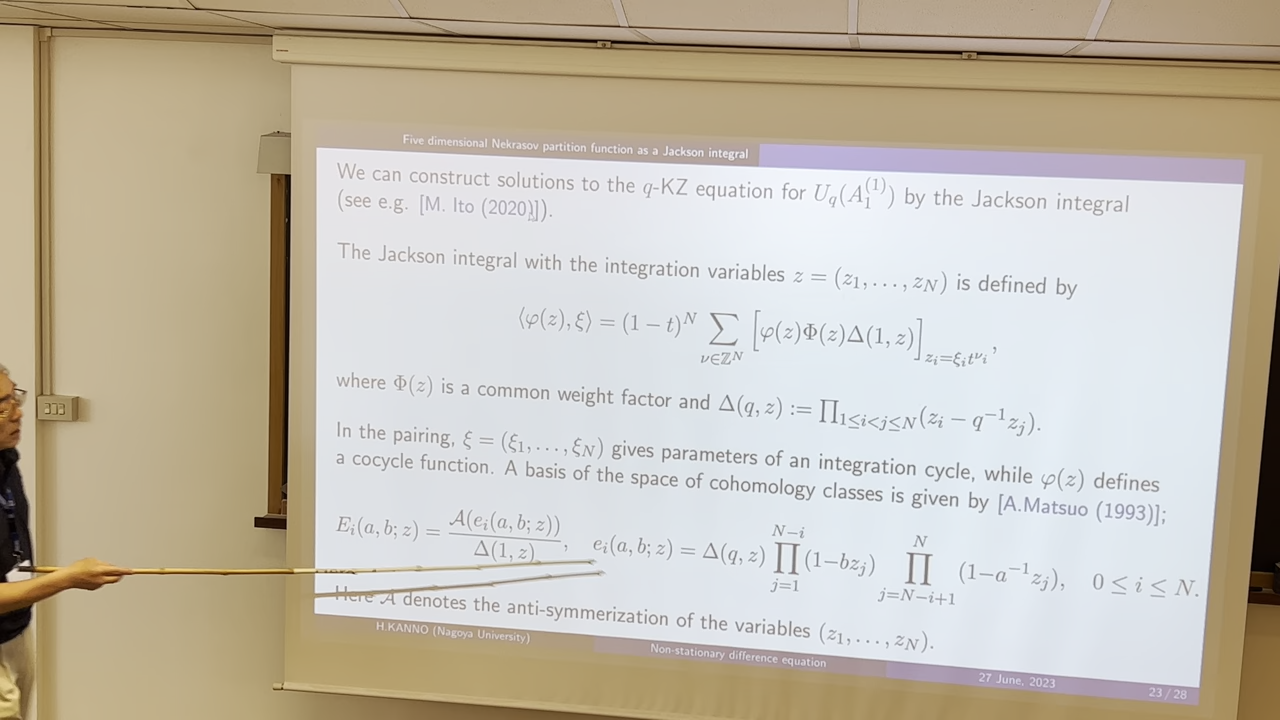 Five dimensional Nekrasov partition function as a Jackson integral
We can construct solutions to the q-KZ equation for U_q(A_1^{(1)}) by the Jackson integral
(see e.g. [M. Ito (2020)]).
The Jackson integral with the integration variables z = (z_1, . . . , z_N) is defined by
⟨φ(z), ξ⟩ = (1 − t)^N ∑_{ν∈ℤ^N} [φ(z)Φ(z)Δ(1, z)]_{z_i=ξ_i t^{ν_i}},
where Φ(z) is a common weight factor and Δ(q, z) := ∏_{1≤i<j≤N}(z_i − q^{−1}z_j).
In the pairing, ξ = (ξ_1, . . . , ξ_N) gives parameters of an integration cycle, while φ(z) defines
a cocycle function. A basis of the space of cohomology classes is given by [A.Matsuo (1993)];
E_i(a, b; z) = A(e_i(a, b; z)) / Δ(1, z), e_i(a, b; z) = Δ(q, z) ∏_{j=1}^{N−i} (1−bz_j) ∏_{j=N−i+1}^{N} (1−a^{−1}z_j), 0 ≤ i ≤ N.
Here A denotes the anti-symmerization of the variables (z_1, . . . , z_N).
H.KANNO (Nagoya University)
Non-stationary difference equation
27 June, 2023
23 / 28